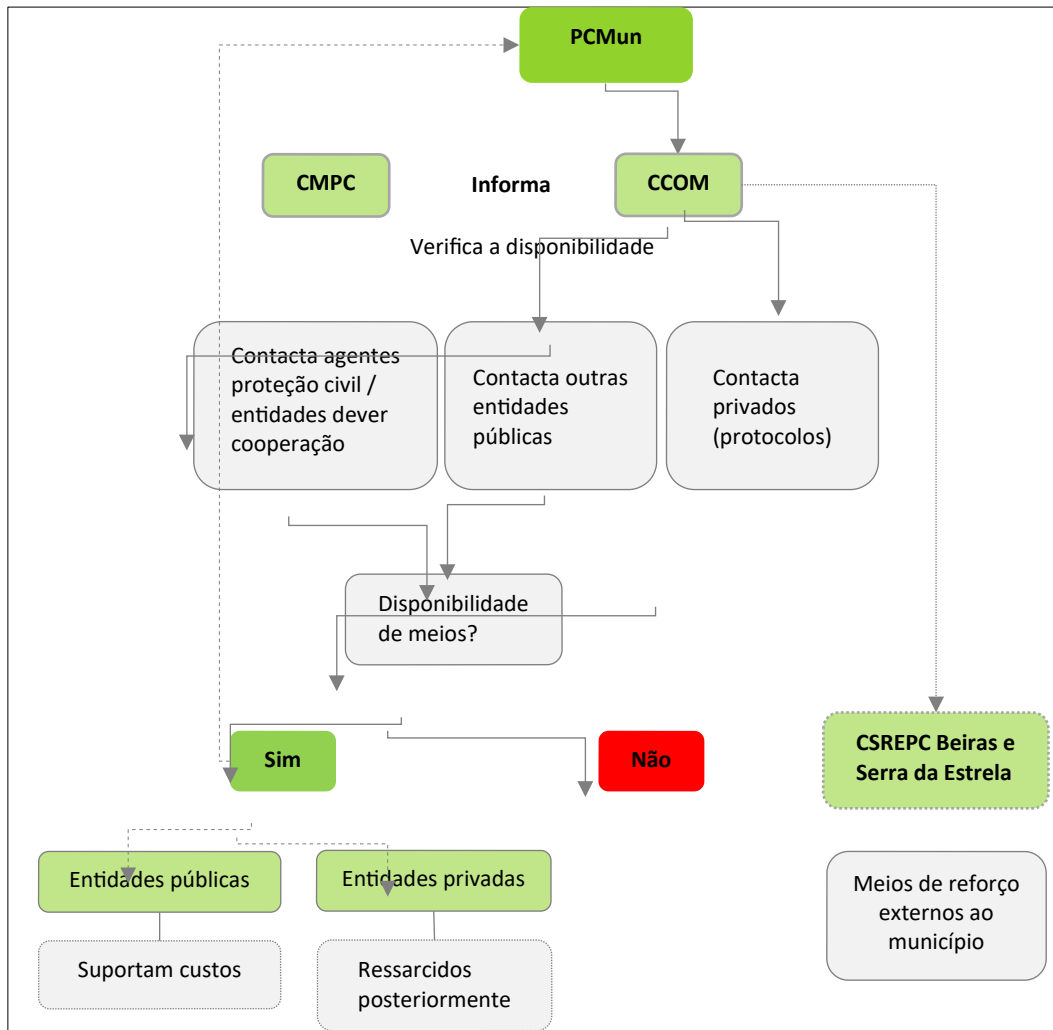 PCMun
CMPC
Informa
CCOM
Verifica a disponibilidade
Contacta agentes
proteção civil /
entidades dever
cooperação
Contacta outras
entidades
públicas
Contacta
privados
(protocolos)
Disponibilidade
de meios?
Sim
Não
CSREPC Beiras e
Serra da Estrela
Entidades públicas
Entidades privadas
Meios de reforço
externos ao
município
Suportam custos
Ressarcidos
posteriormente